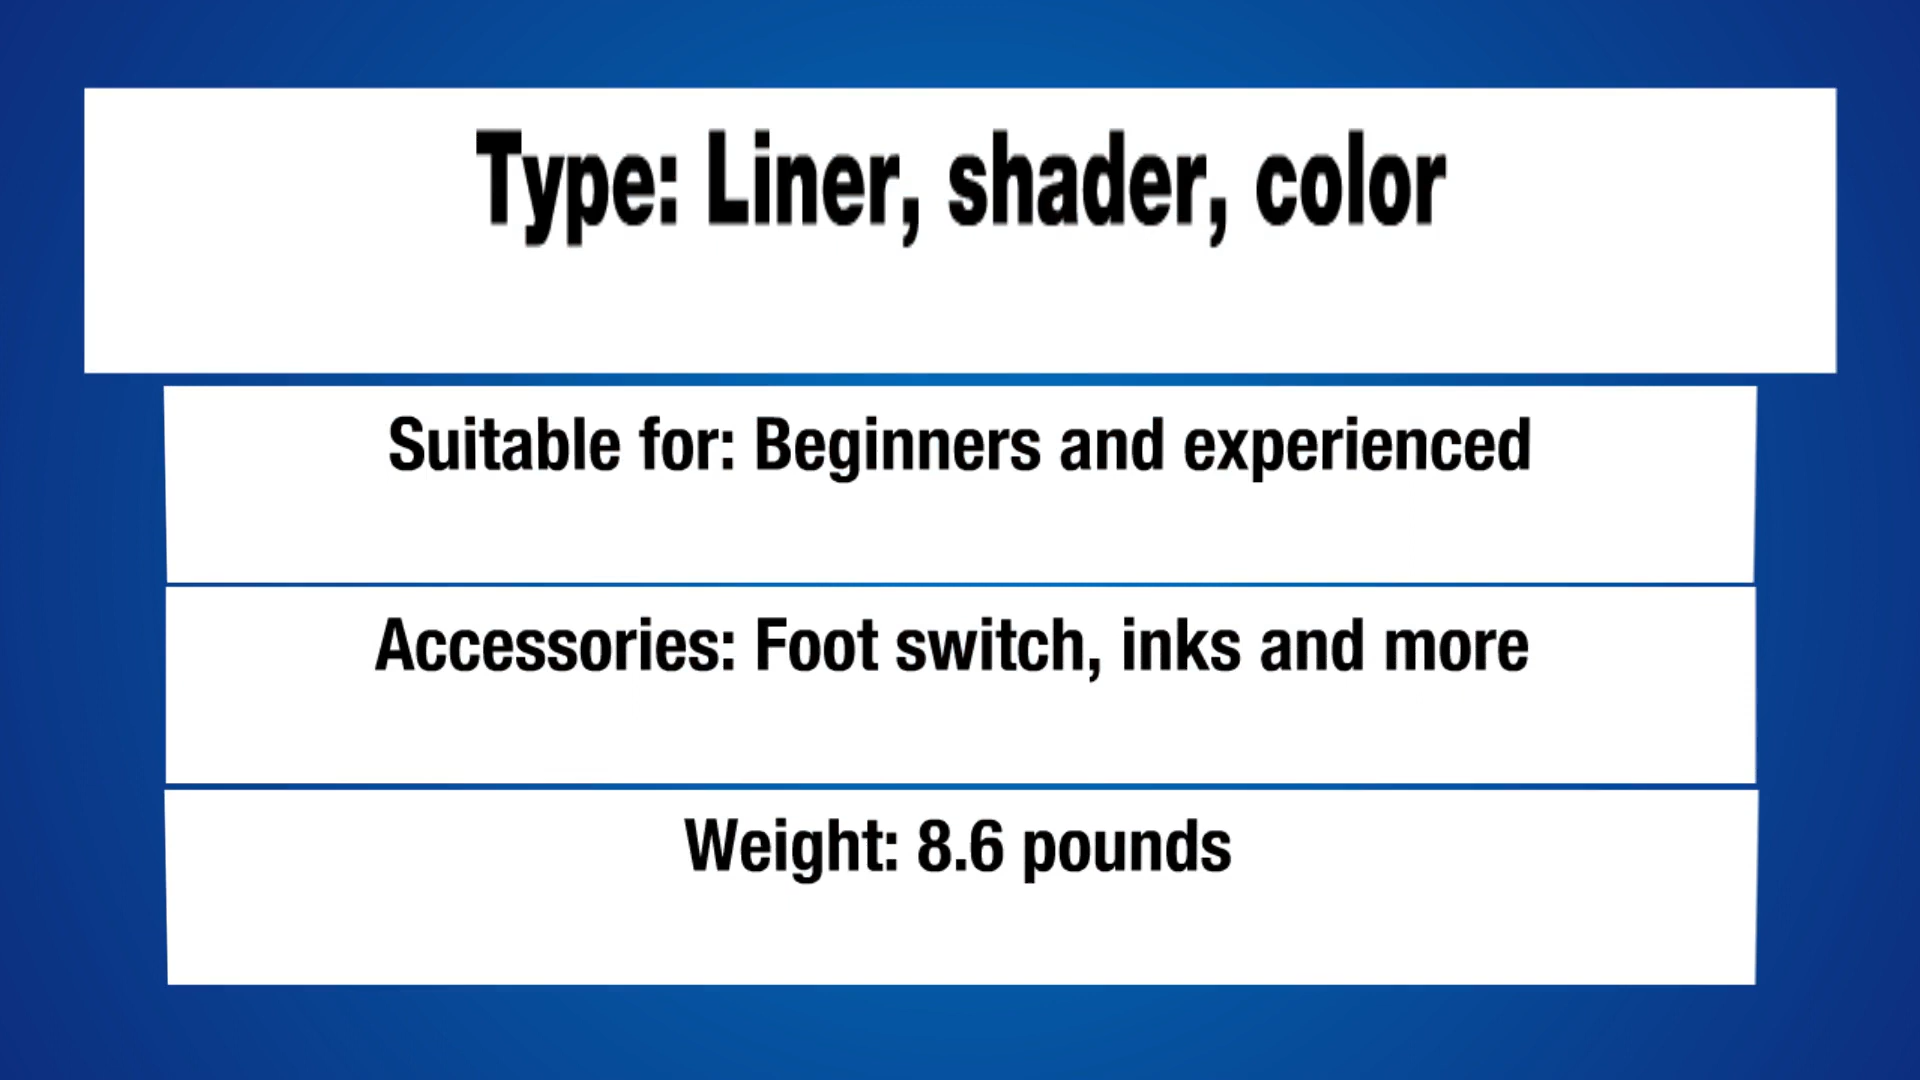 Type: Liner, shader, color
Suitable for: Beginners and experienced
Accessories: Foot switch, inks and more
Weight: 8.6 pounds